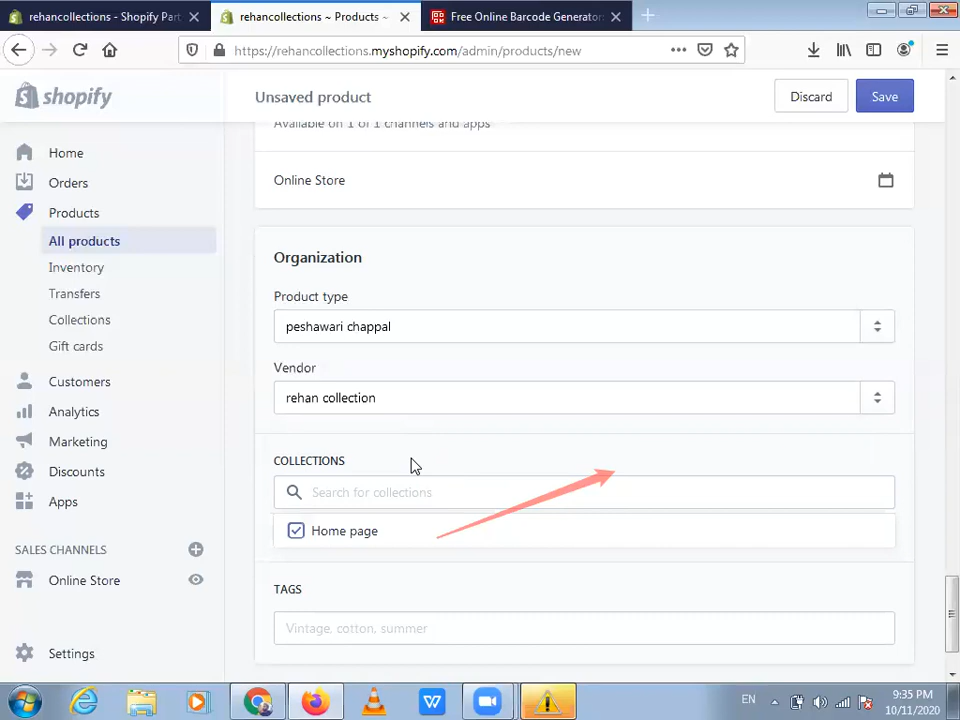 rehancollections - Shopify Part
rehancollections ~ Products ~
Free Online Barcode Generator
https://rehancollections.myshopify.com/admin/products/new
shopify
Unsaved product
Discard
Save
Home
Orders
Products
All products
Inventory
Transfers
Collections
Gift cards
Customers
Analytics
Marketing
Discounts
Apps
SALES CHANNELS
Online Store
Settings
Available on 1 of 1 channels and apps
Online Store
Organization
Product type
peshawari chappal
Vendor
rehan collection
COLLECTIONS
Search for collections
Home page
TAGS
Vintage, cotton, summer
EN
9:35 PM
10/11/2020